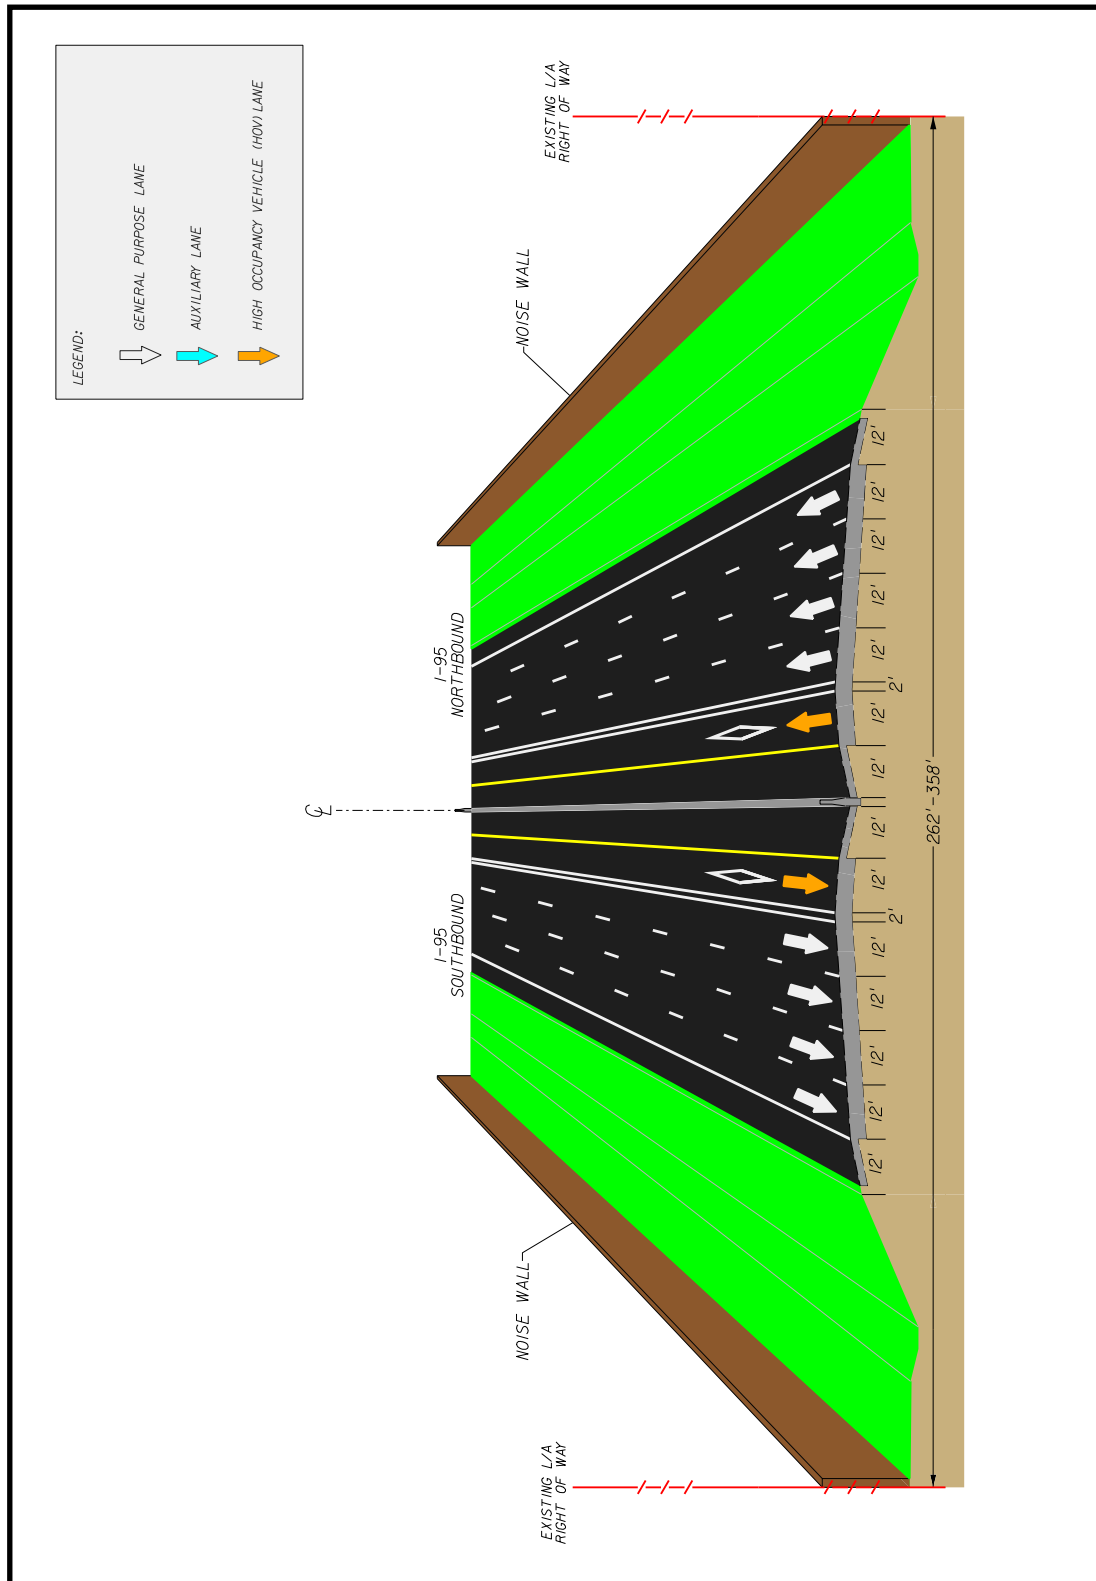 LEGEND:
GENERAL PURPOSE LANE
AUXILIARY LANE
HIGH OCCUPANCY VEHICLE (HOV) LANE
℄
EXISTING L/A
RIGHT OF WAY
NOISE WALL
I-95
SOUTHBOUND
I-95
NORTHBOUND
NOISE WALL
EXISTING L/A
RIGHT OF WAY
12' 12' 12' 12' 12' 2' 12' 12' 12' 12' 2' 12' 12' 12' 12' 12'
262'-358'